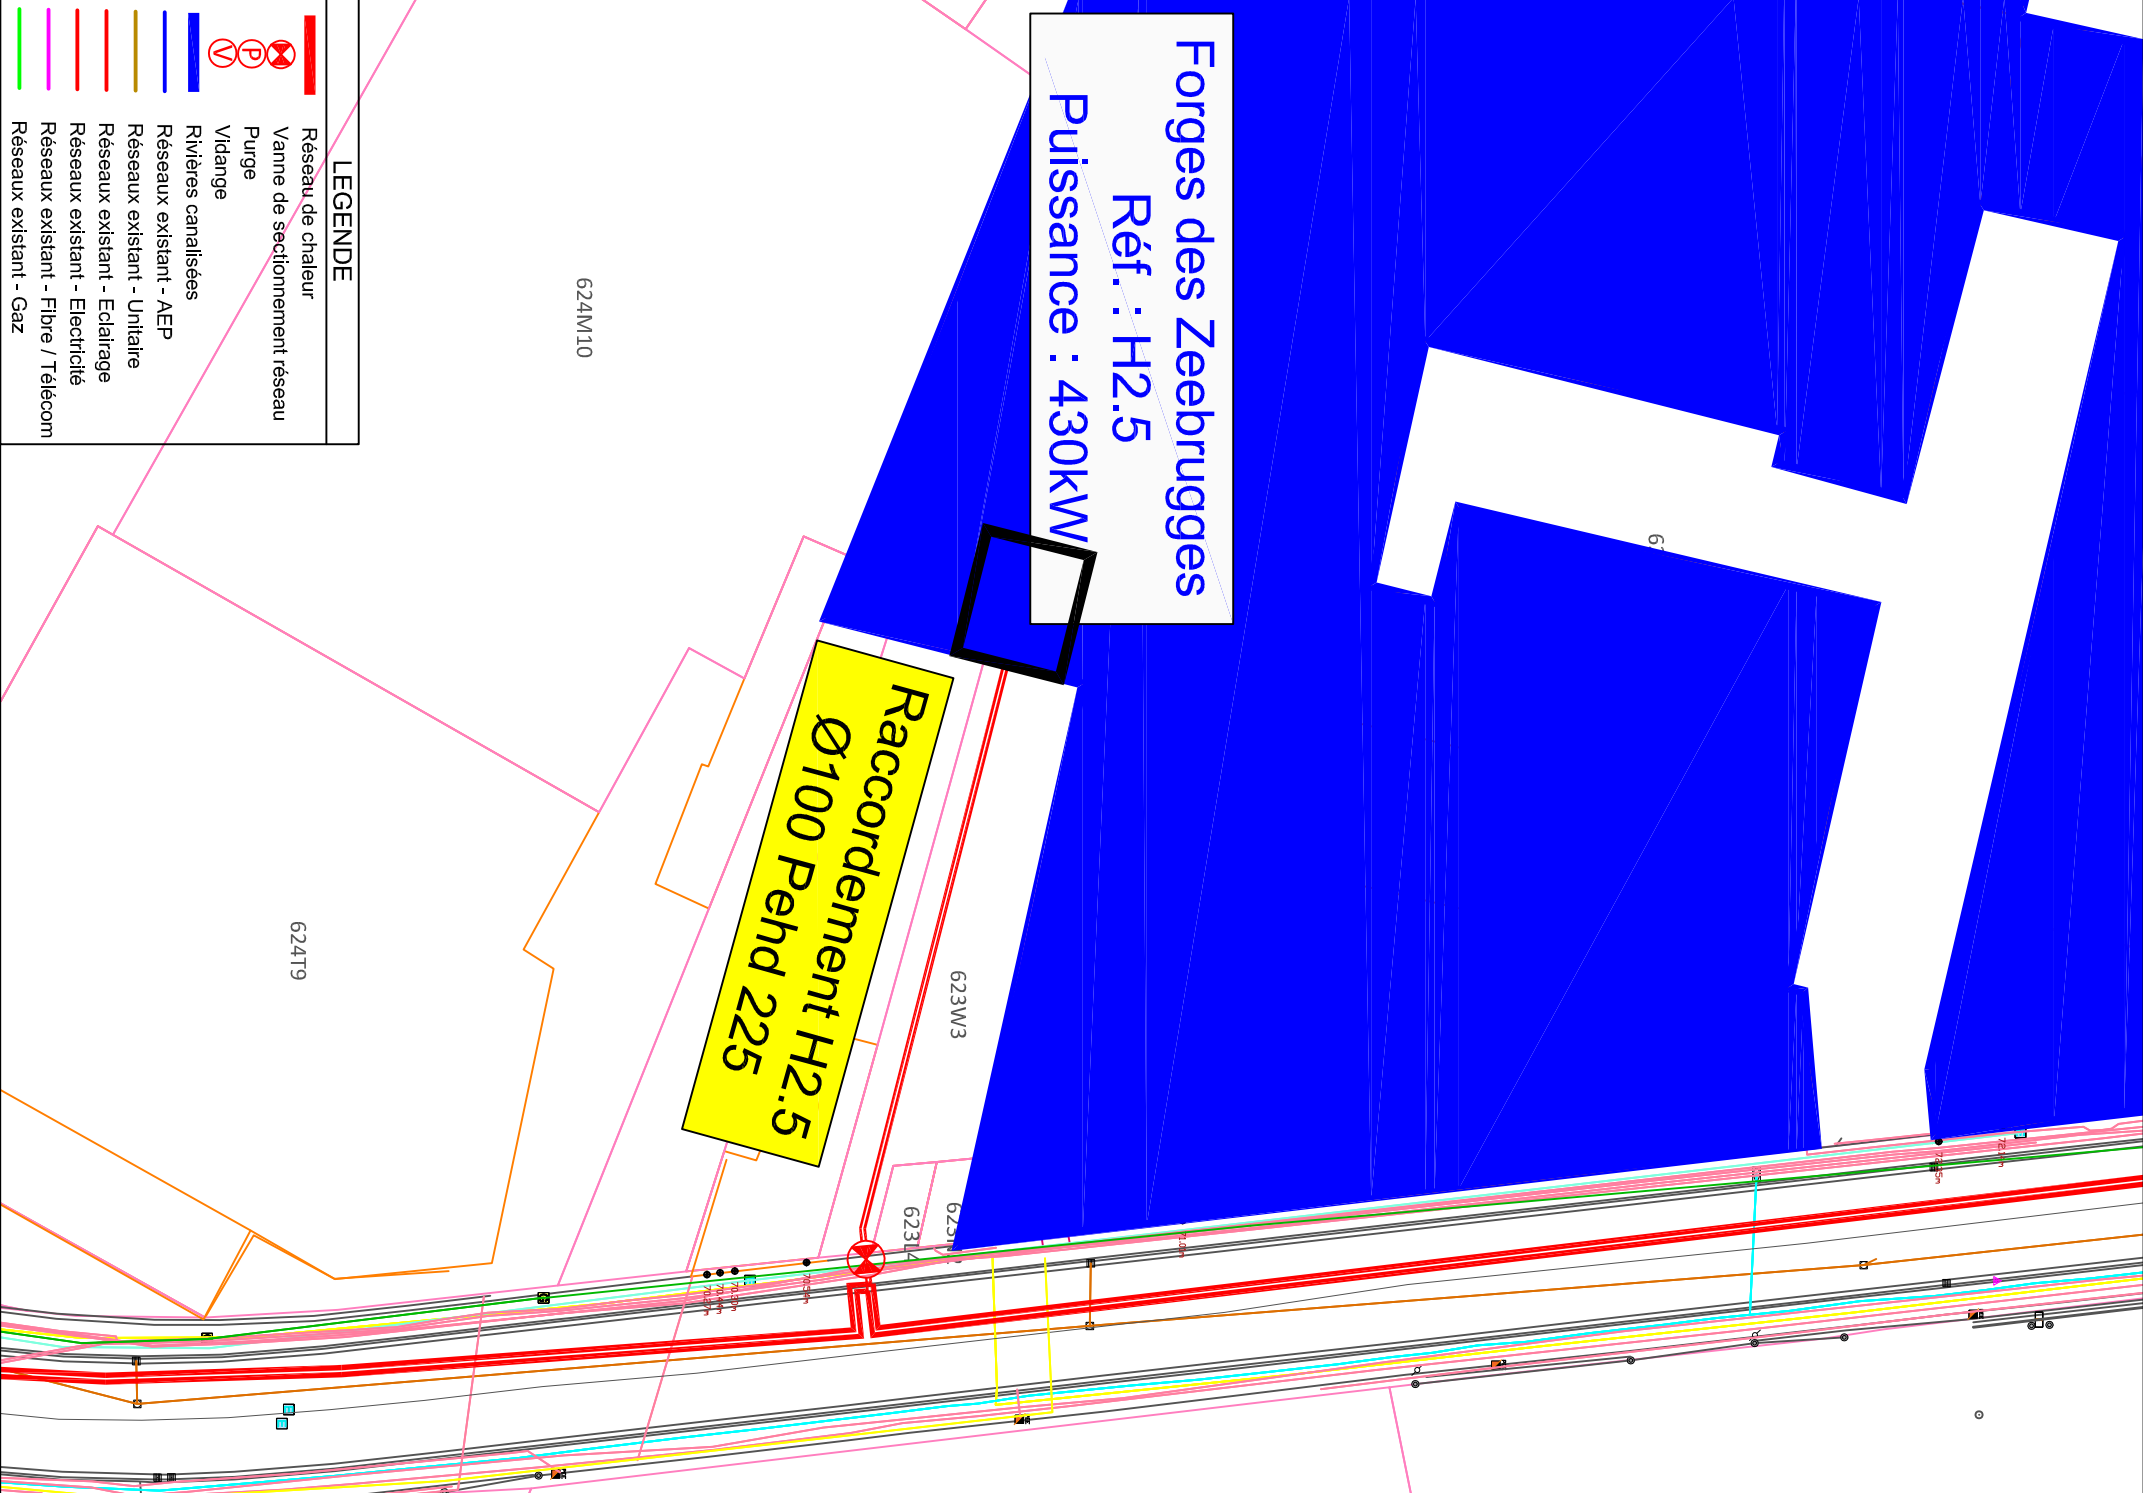 LEGENDE
Réseau de chaleur
Vanne de sectionnement réseau
P Purge
V Vidange
Rivières canalisées
Réseaux existant - AEP
Réseaux existant - Unitaire
Réseaux existant - Eclairage
Réseaux existant - Electricité
Réseaux existant - Fibre / Télécom
Réseaux existant - Gaz
Forges des Zeebrugges
Réf. : H2.5
Puissance : 430kW
Raccordement H2.5
Ø100 Pehd 225
624M10
624T9
623W3